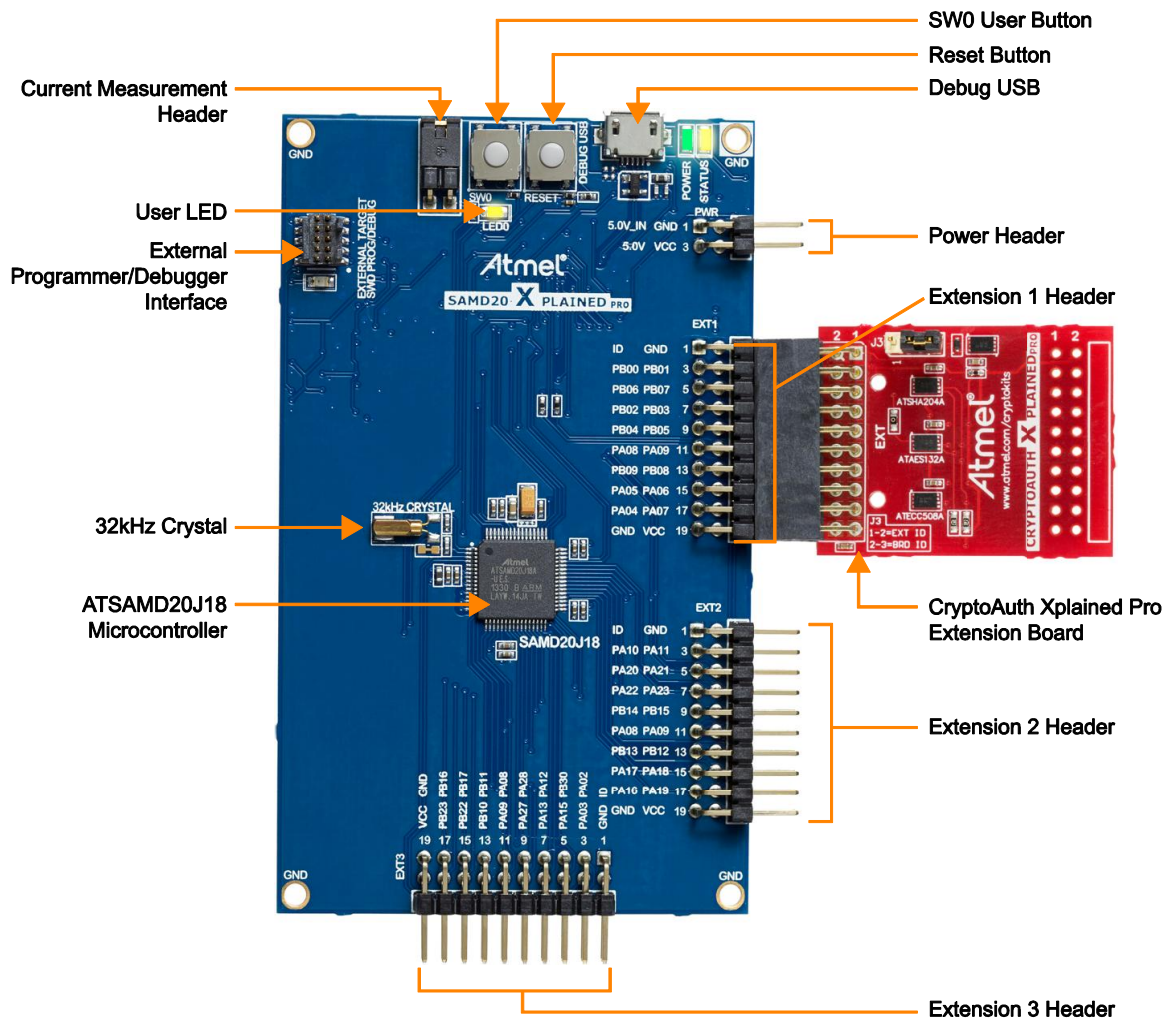 SW0 User Button
Reset Button
Debug USB
Current Measurement
Header
User LED
External
Programmer/Debugger
Interface
32kHz Crystal
ATSAMD20J18
Microcontroller
Power Header
Extension 1 Header
CryptoAuth Xplained Pro
Extension Board
Extension 2 Header
Extension 3 Header
GND
SW0
RESET
DEBUG USB
POWER
STATUS
GND
LED0
EXTERNAL TARGET
SWD PROG/DEBUG
PWR
5.0V_IN GND 1
5.0V VCC 3
Atmel
SAMD20 X PLAINED PRO
EXT1
ID GND 1
PB00 PB01 3
PB06 PB07 5
PB02 PB03 7
PB04 PB05 9
PA08 PA09 11
PB09 PB08 13
PA05 PA06 15
PA04 PA07 17
GND VCC 19
32kHz CRYSTAL
Atmel
ATSAMD20J18A
-UES
1330 B ARM
SAMD20J18
EXT2
ID GND 1
PA10 PA11 3
PA20 PA21 5
PA22 PA23 7
PB14 PB15 9
PA08 PA09 11
PB13 PB12 13
PA17 PA18 15
PA16 PA19 17
GND VCC 19
EXT3
VCC GND 19
PB23 PB16 17
PB22 PB17 15
PB10 PB11 13
PA09 PA08 11
PA27 PA28 9
PA13 PA12 7
PA15 PB30 5
PA03 PA02 3
GND ID 1
GND
GND
2 1
J3
1
1 2
ATSHA204A
EXT
ATAES132A
ATECC508A
Atmel
www.atmel.com/cryptokits
CRYPTOAUTH X PLAINED PRO
J3
1-2=EXT ID
2-3=BRD ID